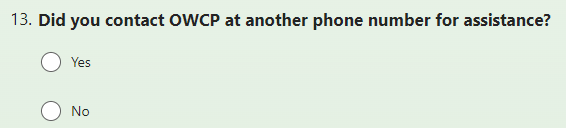 13. Did you contact OWCP at another phone number for assistance?
Yes
No